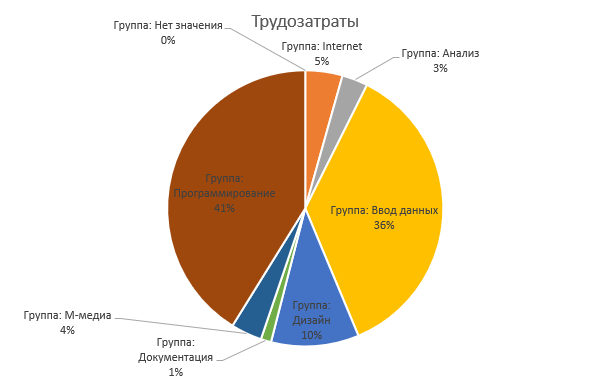 Трудозатраты
Группа: Нет значения
0%
Группа: Internet
5%
Группа: Анализ
3%
Группа: Ввод данных
36%
Группа:
Дизайн
10%
Группа:
Документация
1%
Группа: М-медиа
4%
Группа:
Программирование
41%